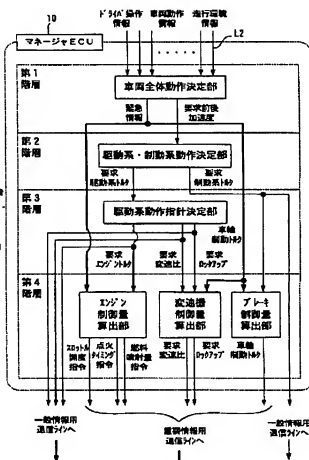 10
マネージャECU
ドライバ操作
情報
車両動作
情報
走行環境
情報
L2
第1
階層
車両全体動作決定部
緊急
情報
要求前後
加速度
第2
階層
駆動系・制動系動作決定部
要求
駆動系トルク
要求
制動系トルク
第3
階層
駆動系動作指針決定部
車輪
制動トルク
要求
エンジントルク
要求
変速比
要求
ロックアップ
第4
階層
エンジン
制御量
算出部
変速機
制御量
算出部
ブレーキ
制御量
算出部
スロットル
開度
指令
点火
タイミング
指令
燃料
噴射量
指令
要求
変速比
要求
ロックアップ
車輪
制動トルク
一般情報用
通信ラインへ
重要情報用
通信ラインへ
一般情報用
通信ラインへ